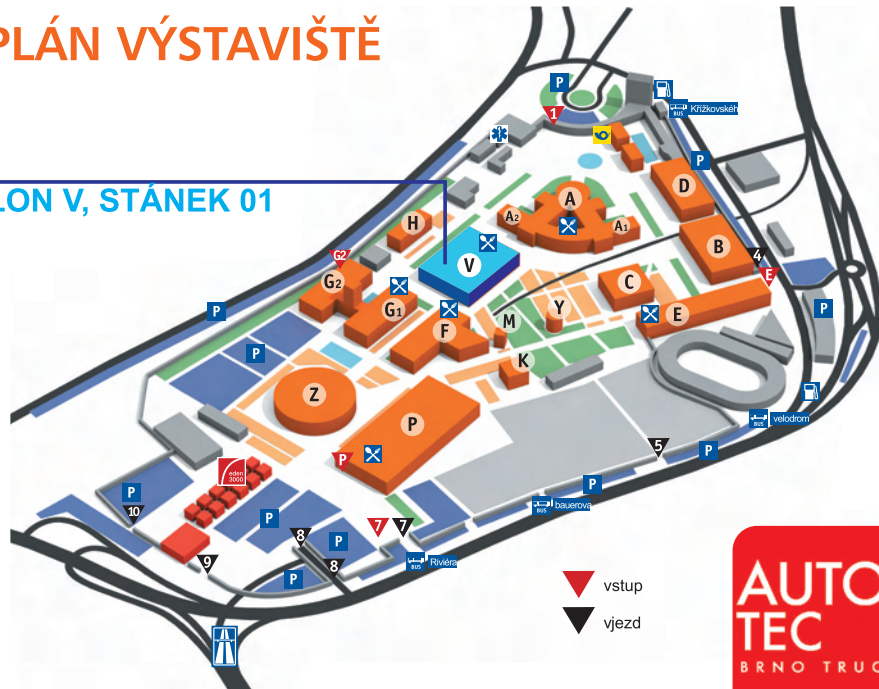 PLÁN VÝSTAVIŠTĚ
P
1
Křížkovskéh
BUS
P
D
LON V, STÁNEK 01
A
A2
A1
H
B
G2
V
4
E
G2
C
P
G1
M
Y
E
P
F
P
K
Z
P
velodrom
BUS
5
P
P
eden
3000
P
P
10
bauerova
BUS
P
7
7
8
P
Riviéra
BUS
8
9
P
vstup
vjezd
AUTO
TEC
BRNO TRUC